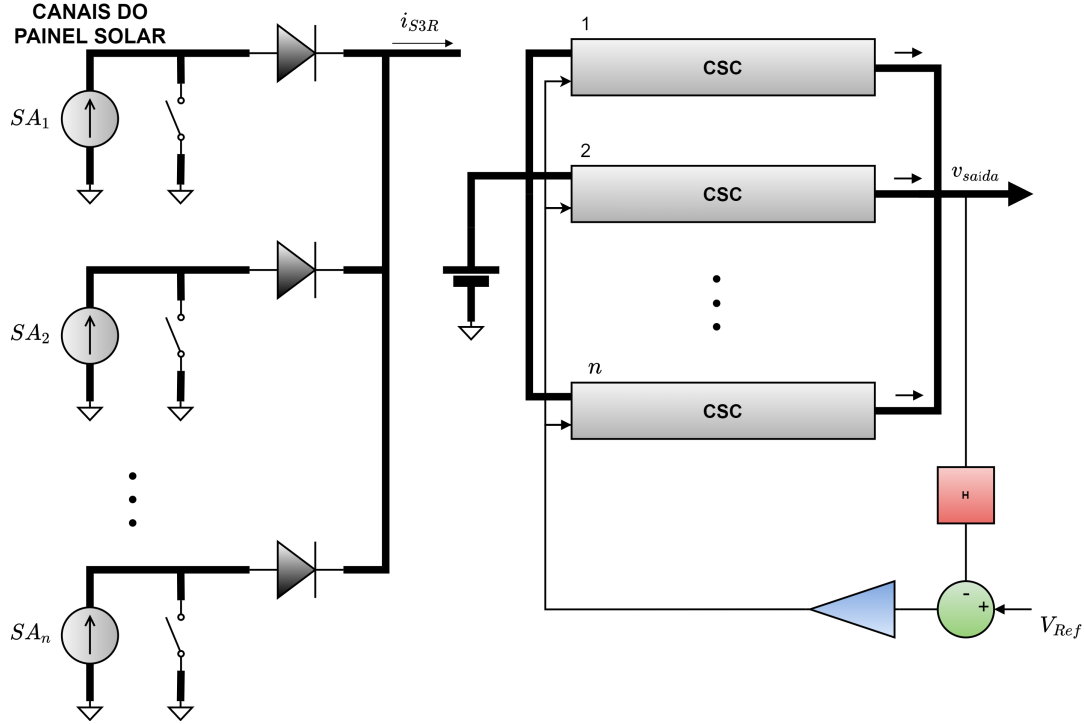 CANAIS DO
PAINEL SOLAR
i_{S3R}
SA_1
SA_2
SA_n
1
CSC
2
CSC
n
CSC
v_{saida}
H
-
+
V_{Ref}